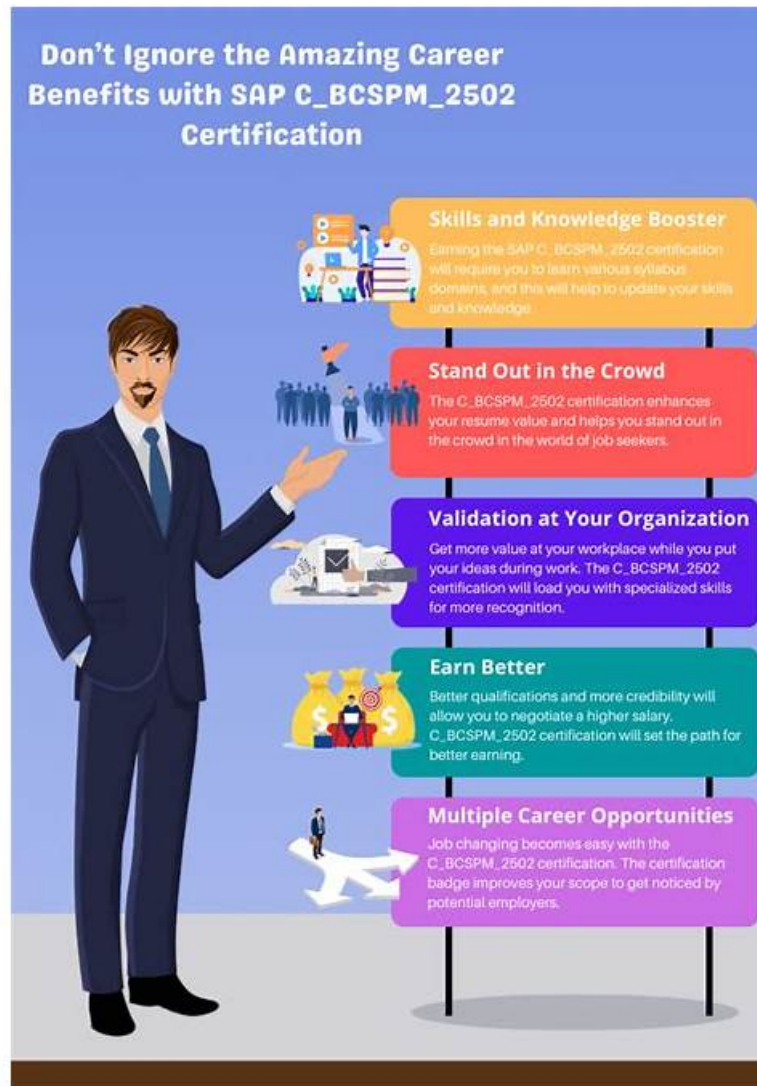 Don't Ignore the Amazing Career
Benefits with SAP C_BCSPM_2502
Certification
Skills and Knowledge Booster
Earning the SAP C_BCSPM_2502 certification
will require you to learn various syllabus
domains, and this will help to update your skills
and knowledge.
Stand Out in the Crowd
The C_BCSPM_2502 certification enhances
your resume value and helps you stand out in
the crowd in the world of job seekers.
Validation at Your Organization
Get more value at your workplace while you put
your ideas during work. The C_BCSPM_2502
certification will load you with specialized skills
for more recognition.
Earn Better
Better qualifications and more credibility will
allow you to negotiate a higher salary.
C_BCSPM_2502 certification will set the path for
better earning.
Multiple Career Opportunities
Job changing becomes easy with the
C_BCSPM_2502 certification. The certification
badge improves your scope to get noticed by
potential employers.